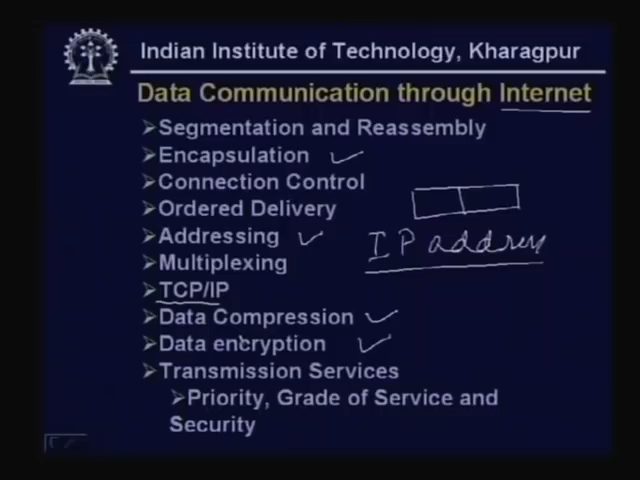 Indian Institute of Technology, Kharagpur
Data Communication through Internet
➢Segmentation and Reassembly
➢Encapsulation ✓
➢Connection Control
➢Ordered Delivery
➢Addressing ✓
IP address
➢Multiplexing
➢TCP/IP
➢Data Compression ✓
➢Data encryption ✓
➢Transmission Services
➢Priority, Grade of Service and
Security